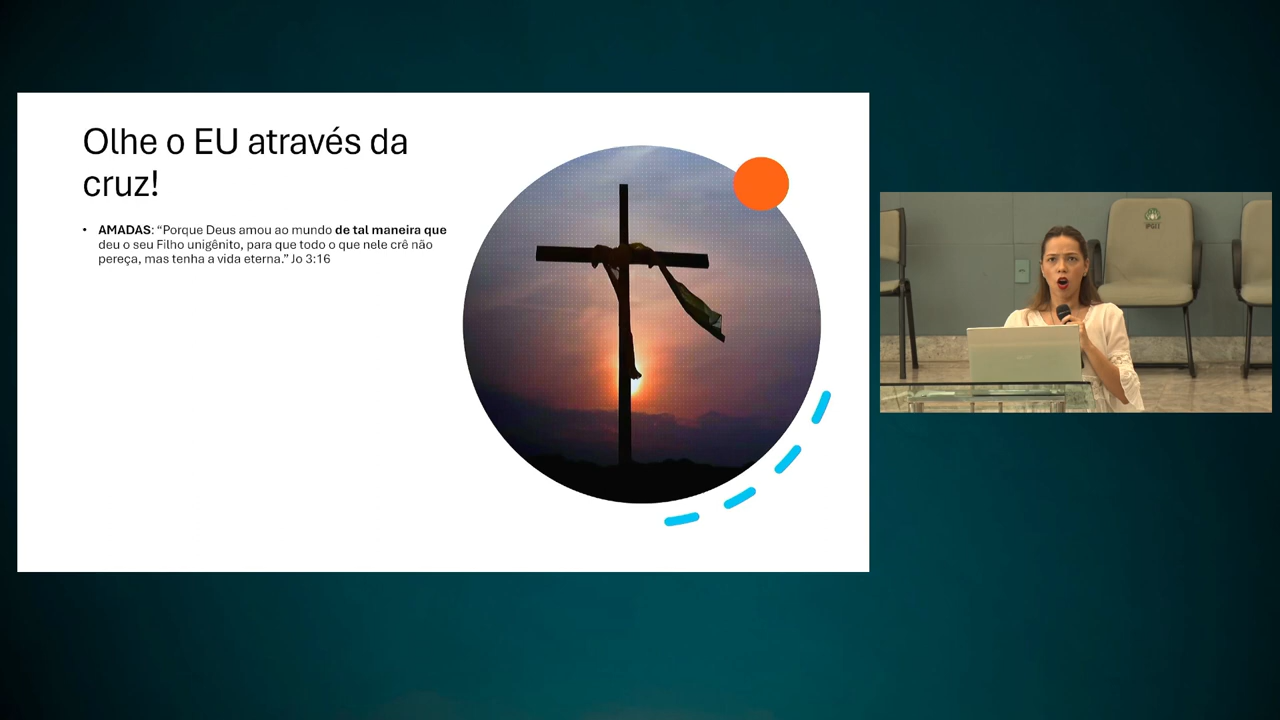 Olhe o EU através da
cruz!
• AMADAS: “Porque Deus amou ao mundo de tal maneira que
deu o seu Filho unigênito, para que todo o que nele crê não
pereça, mas tenha a vida eterna.” Jo 3:16